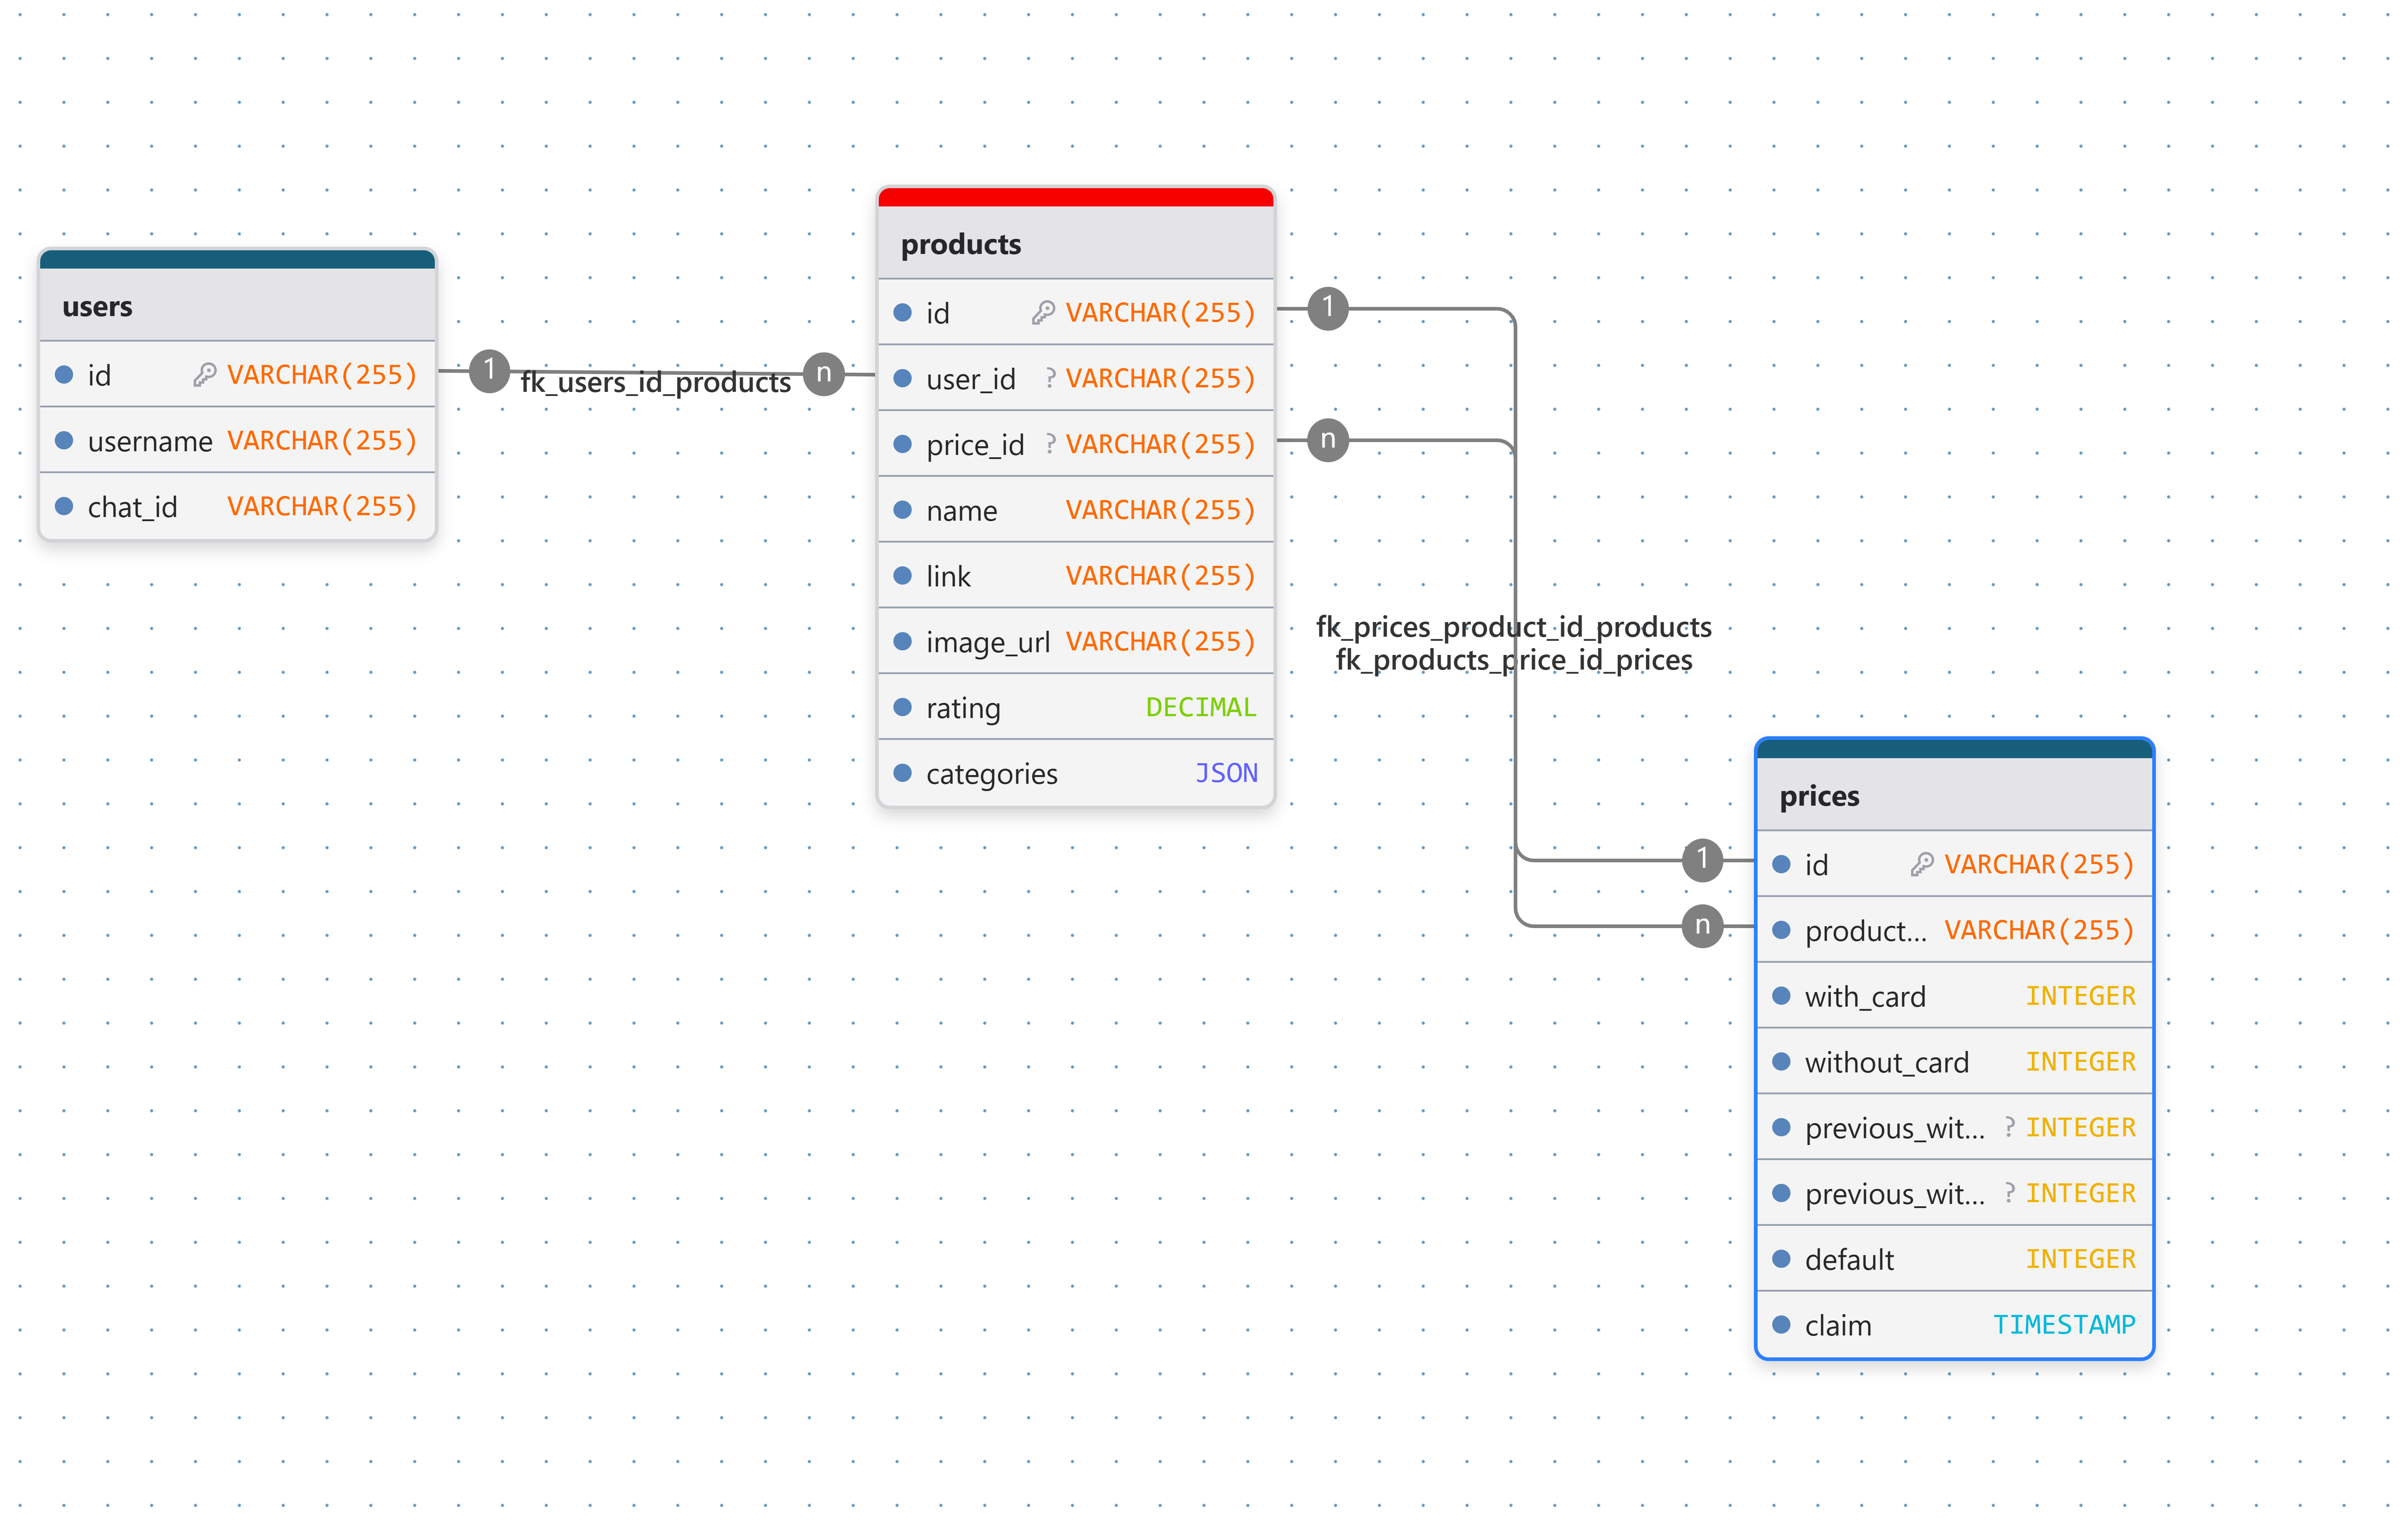 users
id VARCHAR(255)
username VARCHAR(255)
chat_id VARCHAR(255)
1
fk_users_id_products
n
products
id VARCHAR(255)
user_id ? VARCHAR(255)
price_id ? VARCHAR(255)
name VARCHAR(255)
link VARCHAR(255)
image_url VARCHAR(255)
rating DECIMAL
categories JSON
1
n
fk_prices_product_id_products
fk_products_price_id_prices
1
n
prices
id VARCHAR(255)
product... VARCHAR(255)
with_card INTEGER
without_card INTEGER
previous_wit... ? INTEGER
previous_wit... ? INTEGER
default INTEGER
claim TIMESTAMP